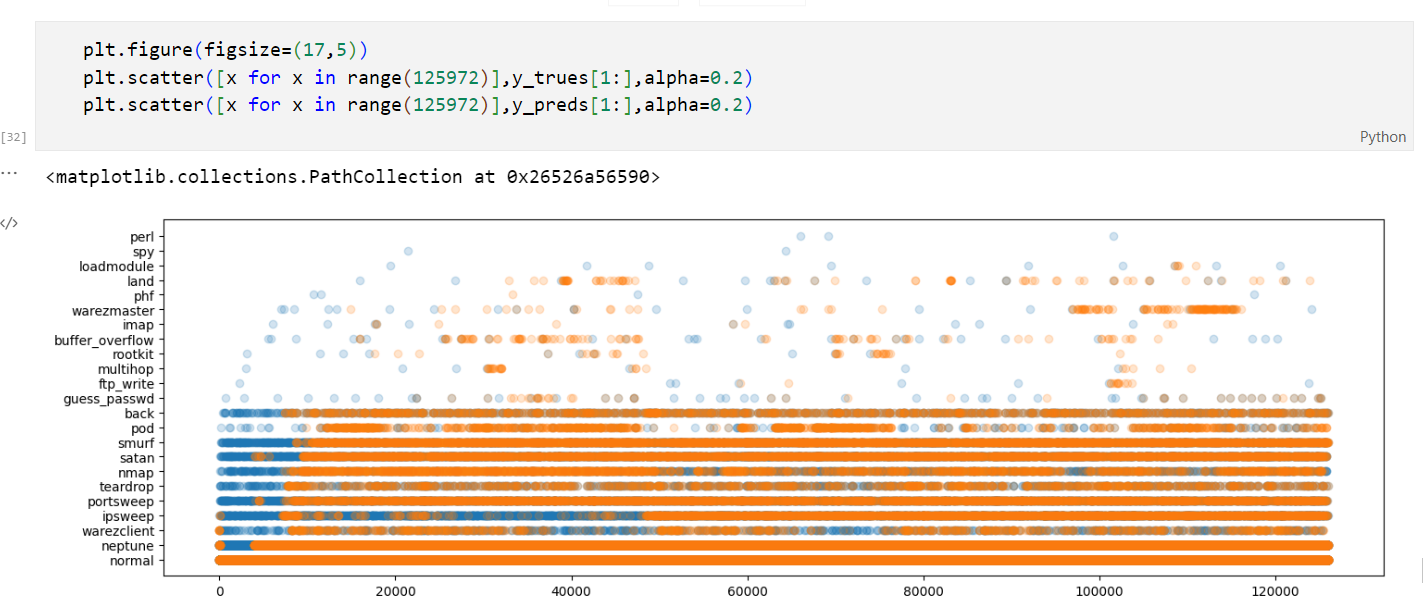 plt.figure(figsize=(17,5))
plt.scatter([x for x in range(125972)],y_trues[1:],alpha=0.2)
plt.scatter([x for x in range(125972)],y_preds[1:],alpha=0.2)
[32]
Python
...
<matplotlib.collections.PathCollection at 0x26526a56590>
</>
perl
spy
loadmodule
land
phf
warezmaster
imap
buffer_overflow
rootkit
multihop
ftp_write
guess_passwd
back
pod
smurf
satan
nmap
teardrop
portsweep
ipsweep
warezclient
neptune
normal
0 20000 40000 60000 80000 100000 120000